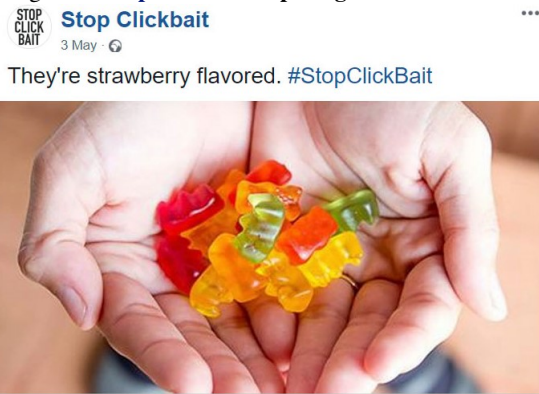 STOP
CLICK
BAIT
Stop Clickbait
3 May
They're strawberry flavored. #StopClickBait